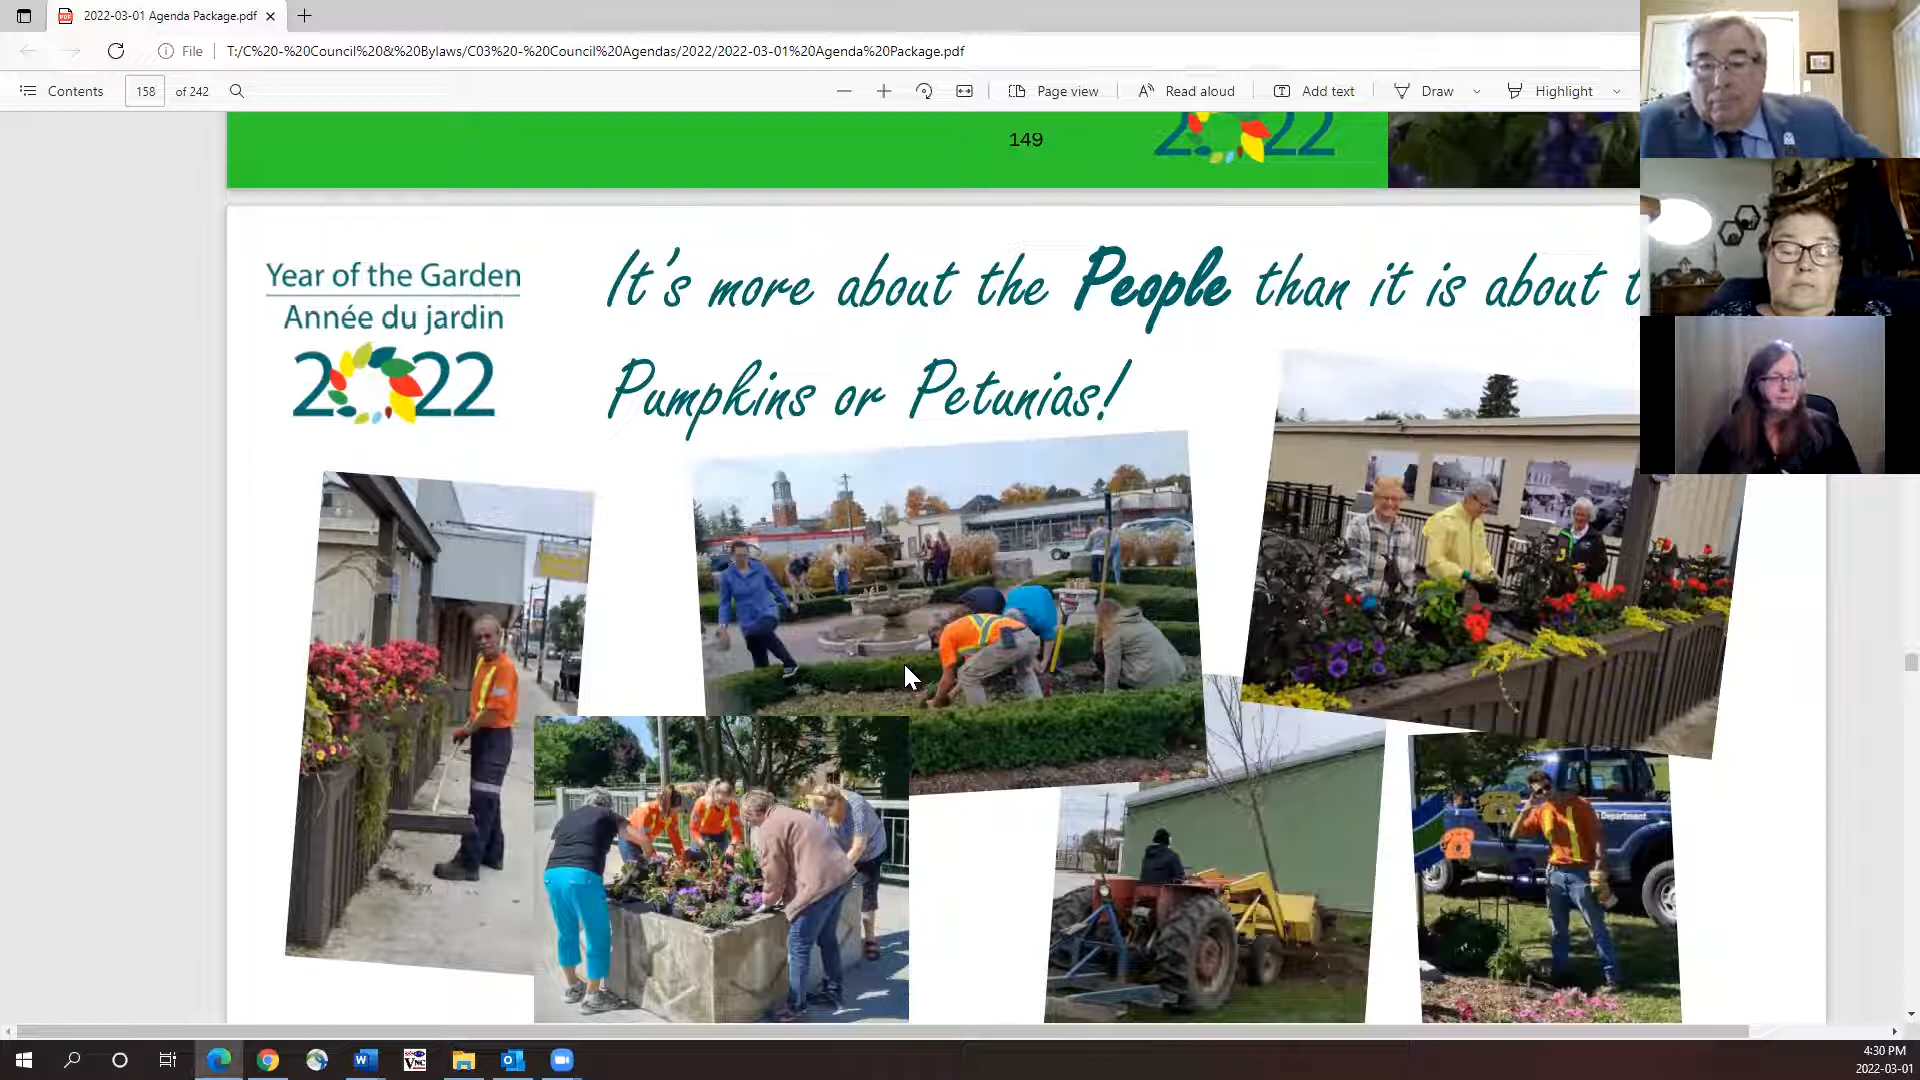 2022-03-01 Agenda Package.pdf
File
T:/C%20-%20Council%20&%20Bylaws/C03%20-%20Council%20Agendas/2022/2022-03-01%20Agenda%20Package.pdf
Contents
158
of 242
Page view
Read aloud
Add text
Draw
Highlight
149
2022
Year of the Garden
Année du jardin
2022
It's more about the People than it is about t
Pumpkins or Petunias!
Department
4:30 PM
2022-03-01